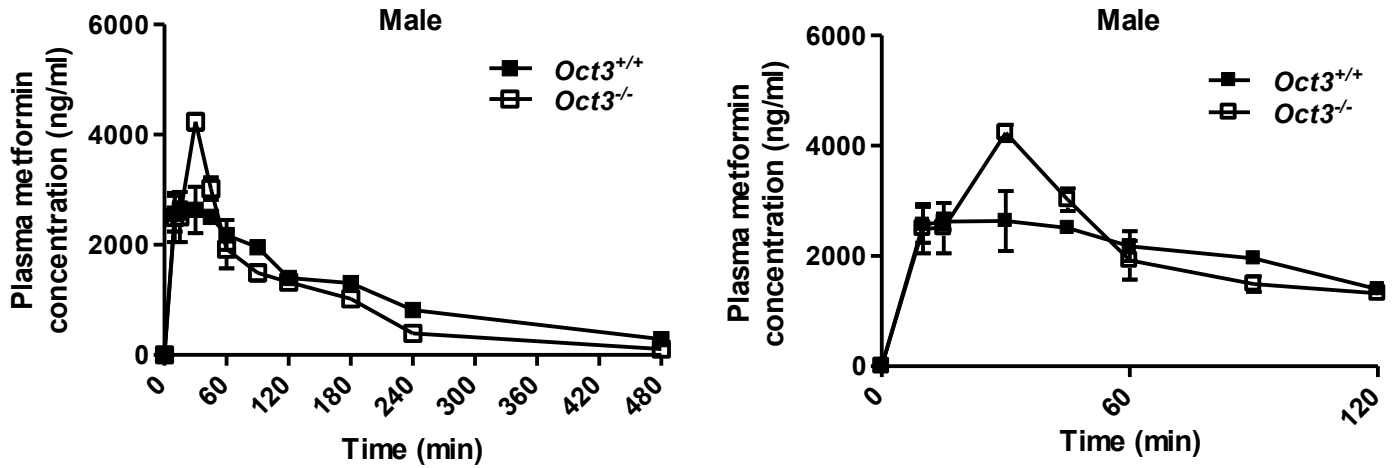 Male
Plasma metformin
concentration (ng/ml)
6000
4000
2000
0
Oct3+/+
Oct3-/-
0
60
120
180
240
300
360
420
480
Time (min)
Male
Plasma metformin
concentration (ng/ml)
6000
4000
2000
0
Oct3+/+
Oct3-/-
0
60
120
Time (min)